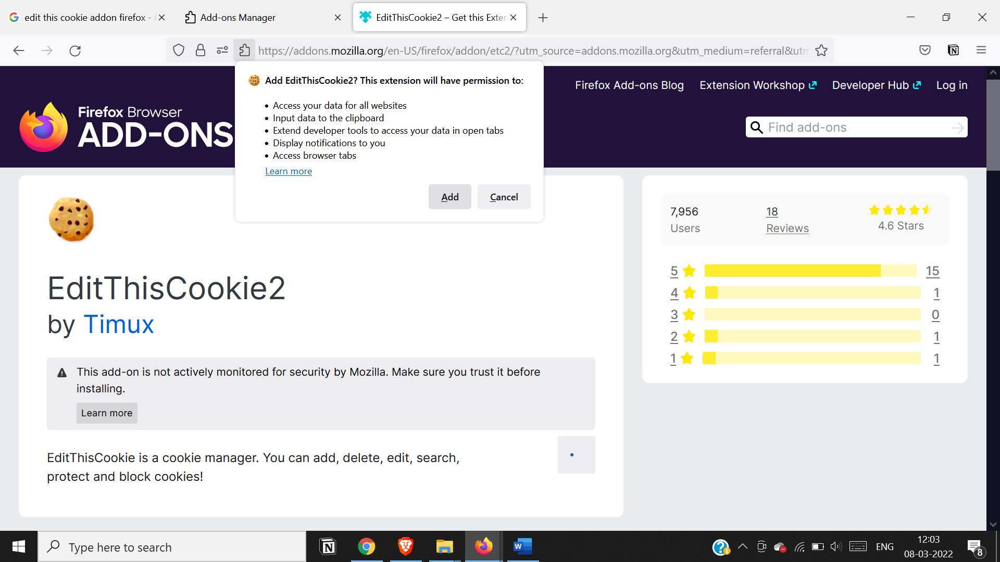 edit this cookie addon firefox -
Add-ons Manager
EditThisCookie2 – Get this Exten
https://addons.mozilla.org/en-US/firefox/addon/etc2/?utm_source=addons.mozilla.org&utm_medium=referral&utm
Add EditThisCookie2? This extension will have permission to:
• Access your data for all websites
• Input data to the clipboard
• Extend developer tools to access your data in open tabs
• Display notifications to you
• Access browser tabs
Learn more
Add
Cancel
Firefox Add-ons Blog
Extension Workshop
Developer Hub
Log in
Firefox Browser
ADD-ONS
Find add-ons
EditThisCookie2
by Timux
This add-on is not actively monitored for security by Mozilla. Make sure you trust it before
installing.
Learn more
EditThisCookie is a cookie manager. You can add, delete, edit, search,
protect and block cookies!
7,956
Users
18
Reviews
4.6 Stars
5 15
4 1
3 0
2 1
1 1
Type here to search
ENG
12:03
08-03-2022
8